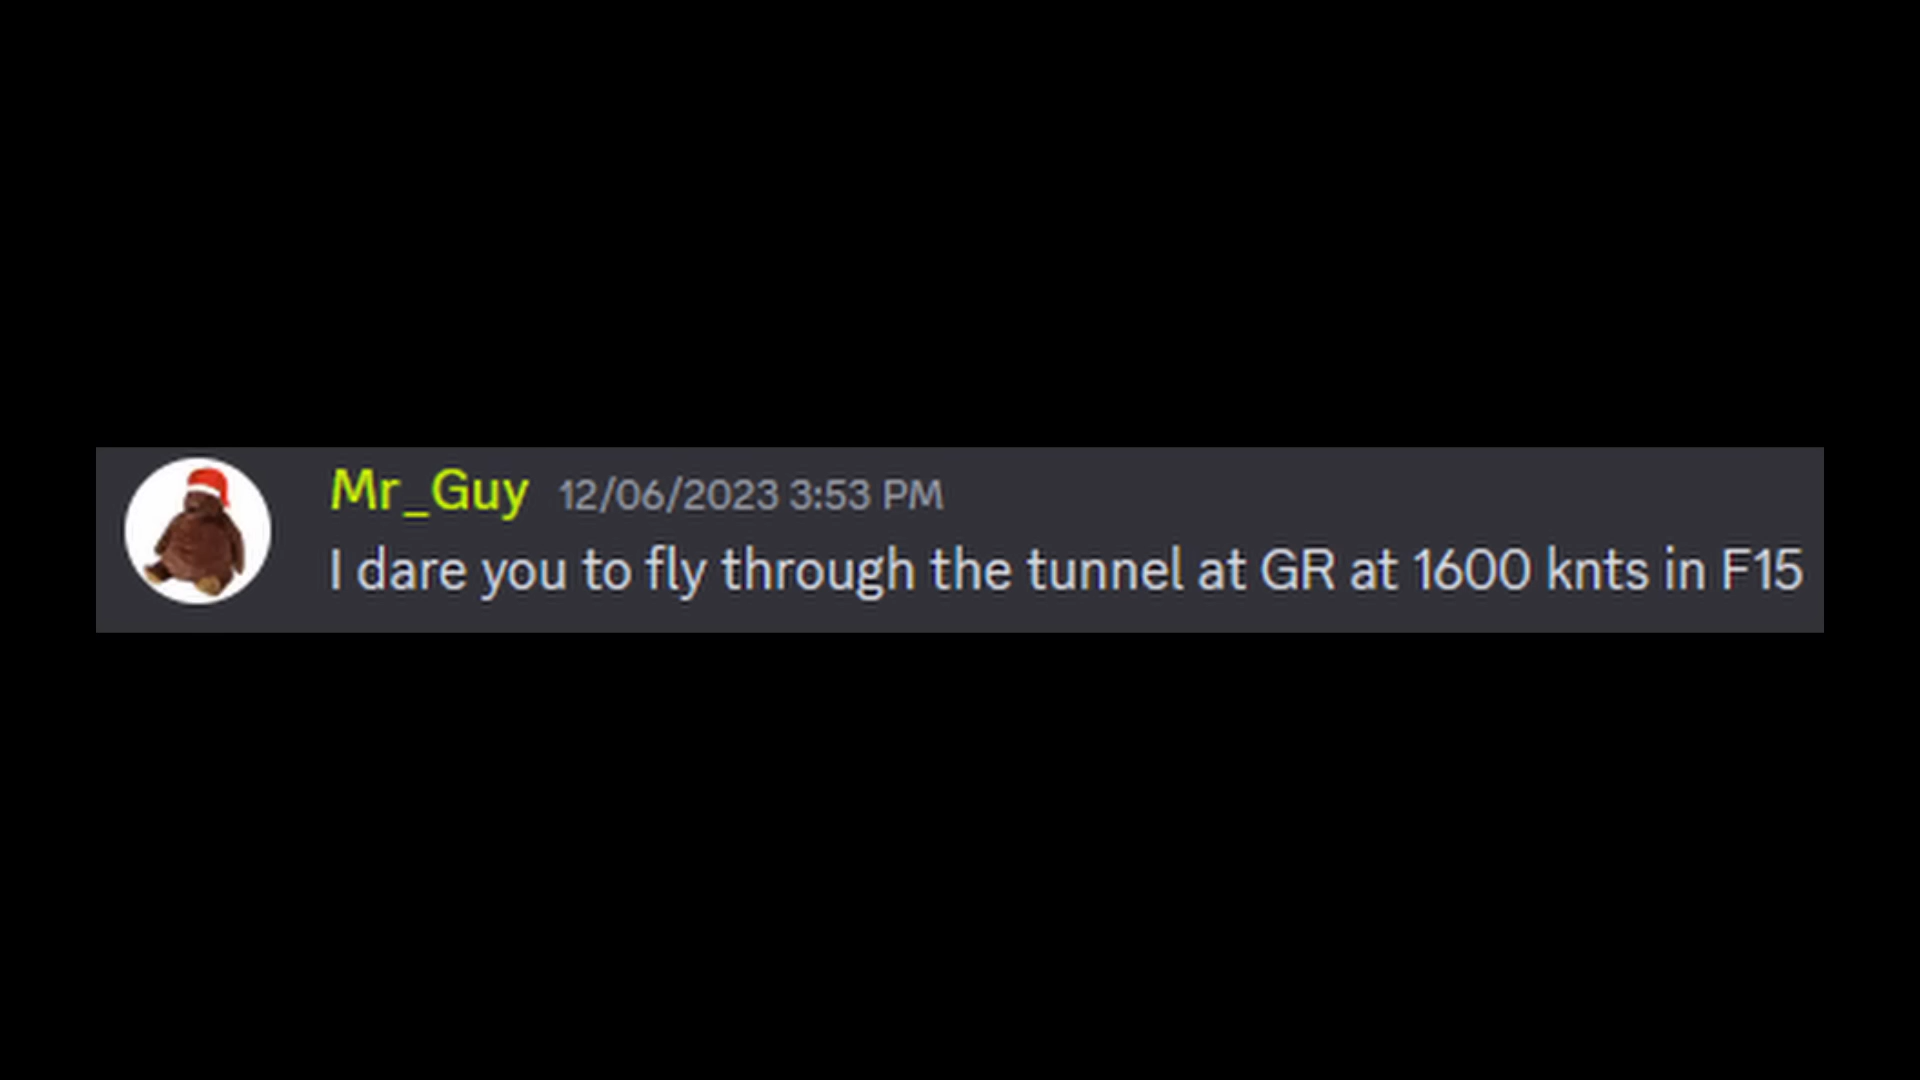 Mr_Guy 12/06/2023 3:53 PM
I dare you to fly through the tunnel at GR at 1600 knts in F15